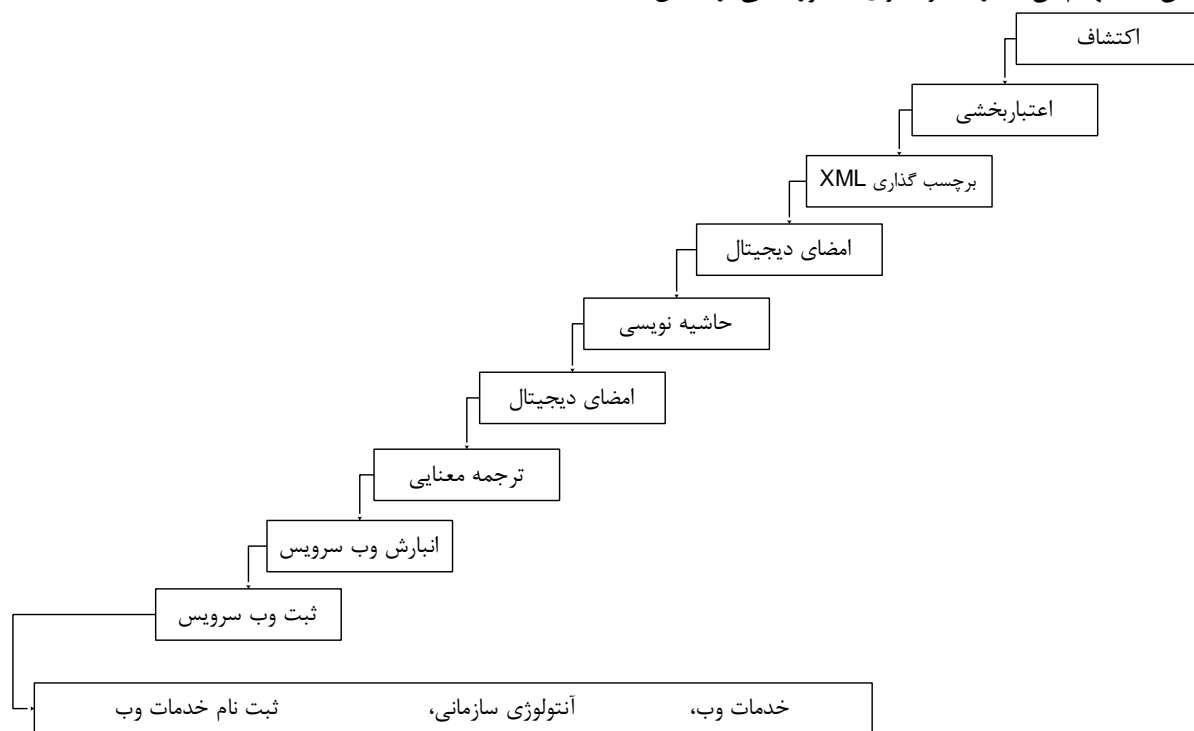 اکتشاف
اعتباربخشی
برچسب گذاری XML
امضای دیجیتال
حاشیه نویسی
امضای دیجیتال
ترجمه معنایی
انبارش وب سرویس
ثبت وب سرویس
خدمات وب، آنتولوژی سازمانی، ثبت نام خدمات وب